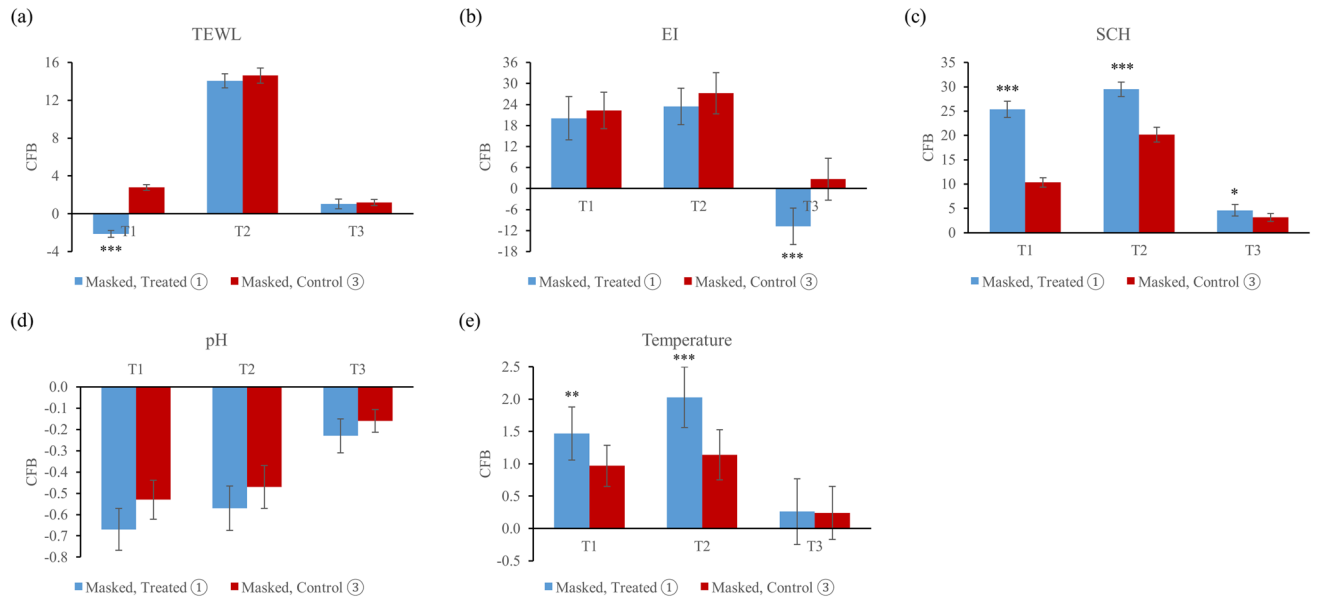 (a)
TEWL
CFB
16
12
8
4
0
-4
T1
T2
T3
***
Masked, Treated ①
Masked, Control ③
(b)
EI
CFB
36
30
24
18
12
6
0
-6
-12
-18
T1
T2
T3
***
Masked, Treated ①
Masked, Control ③
(c)
SCH
CFB
35
30
25
20
15
10
5
0
***
***
*
T1
T2
T3
Masked, Treated ①
Masked, Control ③
(d)
pH
CFB
T1
T2
T3
0.0
-0.1
-0.2
-0.3
-0.4
-0.5
-0.6
-0.7
-0.8
Masked, Treated ①
Masked, Control ③
(e)
Temperature
CFB
2.5
2.0
1.5
1.0
0.5
0.0
-0.5
**
***
T1
T2
T3
Masked, Treated ①
Masked, Control ③